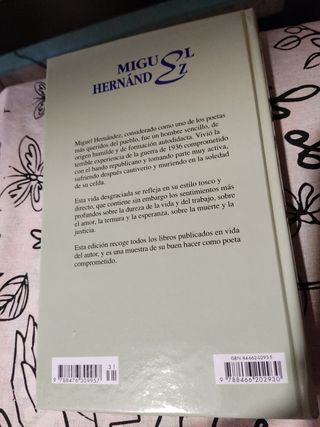 MIGUEL
HERNÁNDEZ
Miguel Hernández, considerado como uno de los poetas
más queridos del pueblo, fue un hombre sencillo, de
origen humilde y de formación autodidacta. Vivió la
terrible experiencia de la guerra de 1936 comprometido
con el bando republicano y tomando parte muy activa,
sufriendo después cautiverio y muriendo en la soledad
de su celda.
Esta vida desgraciada se refleja en su estilo tosco y
directo, que contiene sin embargo los sentimientos más
profundos sobre la dureza de la vida y del trabajo, sobre
el amor, la ternura y la esperanza, sobre la muerte y la
justicia.
Esta edición recoge todos los libros publicados en vida
del autor, y es una muestra de su buen hacer como poeta
comprometido.
31
9788466202930